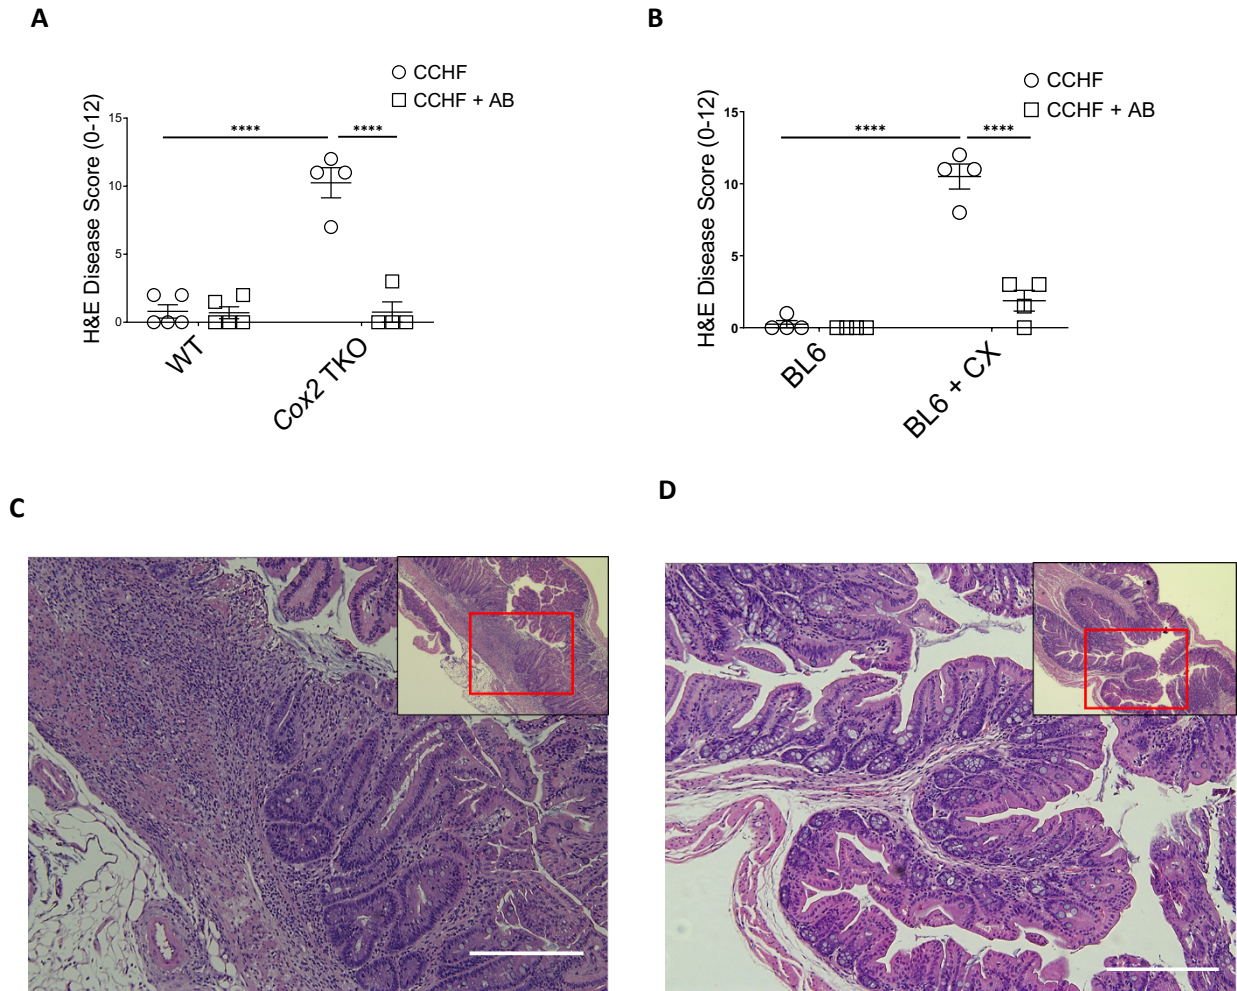 A
CCHF
CCHF + AB
H&E Disease Score (0-12)
15
10
5
0
****
****
WT
Cox2 TKO
B
CCHF
CCHF + AB
H&E Disease Score (0-12)
15
10
5
0
****
****
BL6
BL6 + CX
C
D